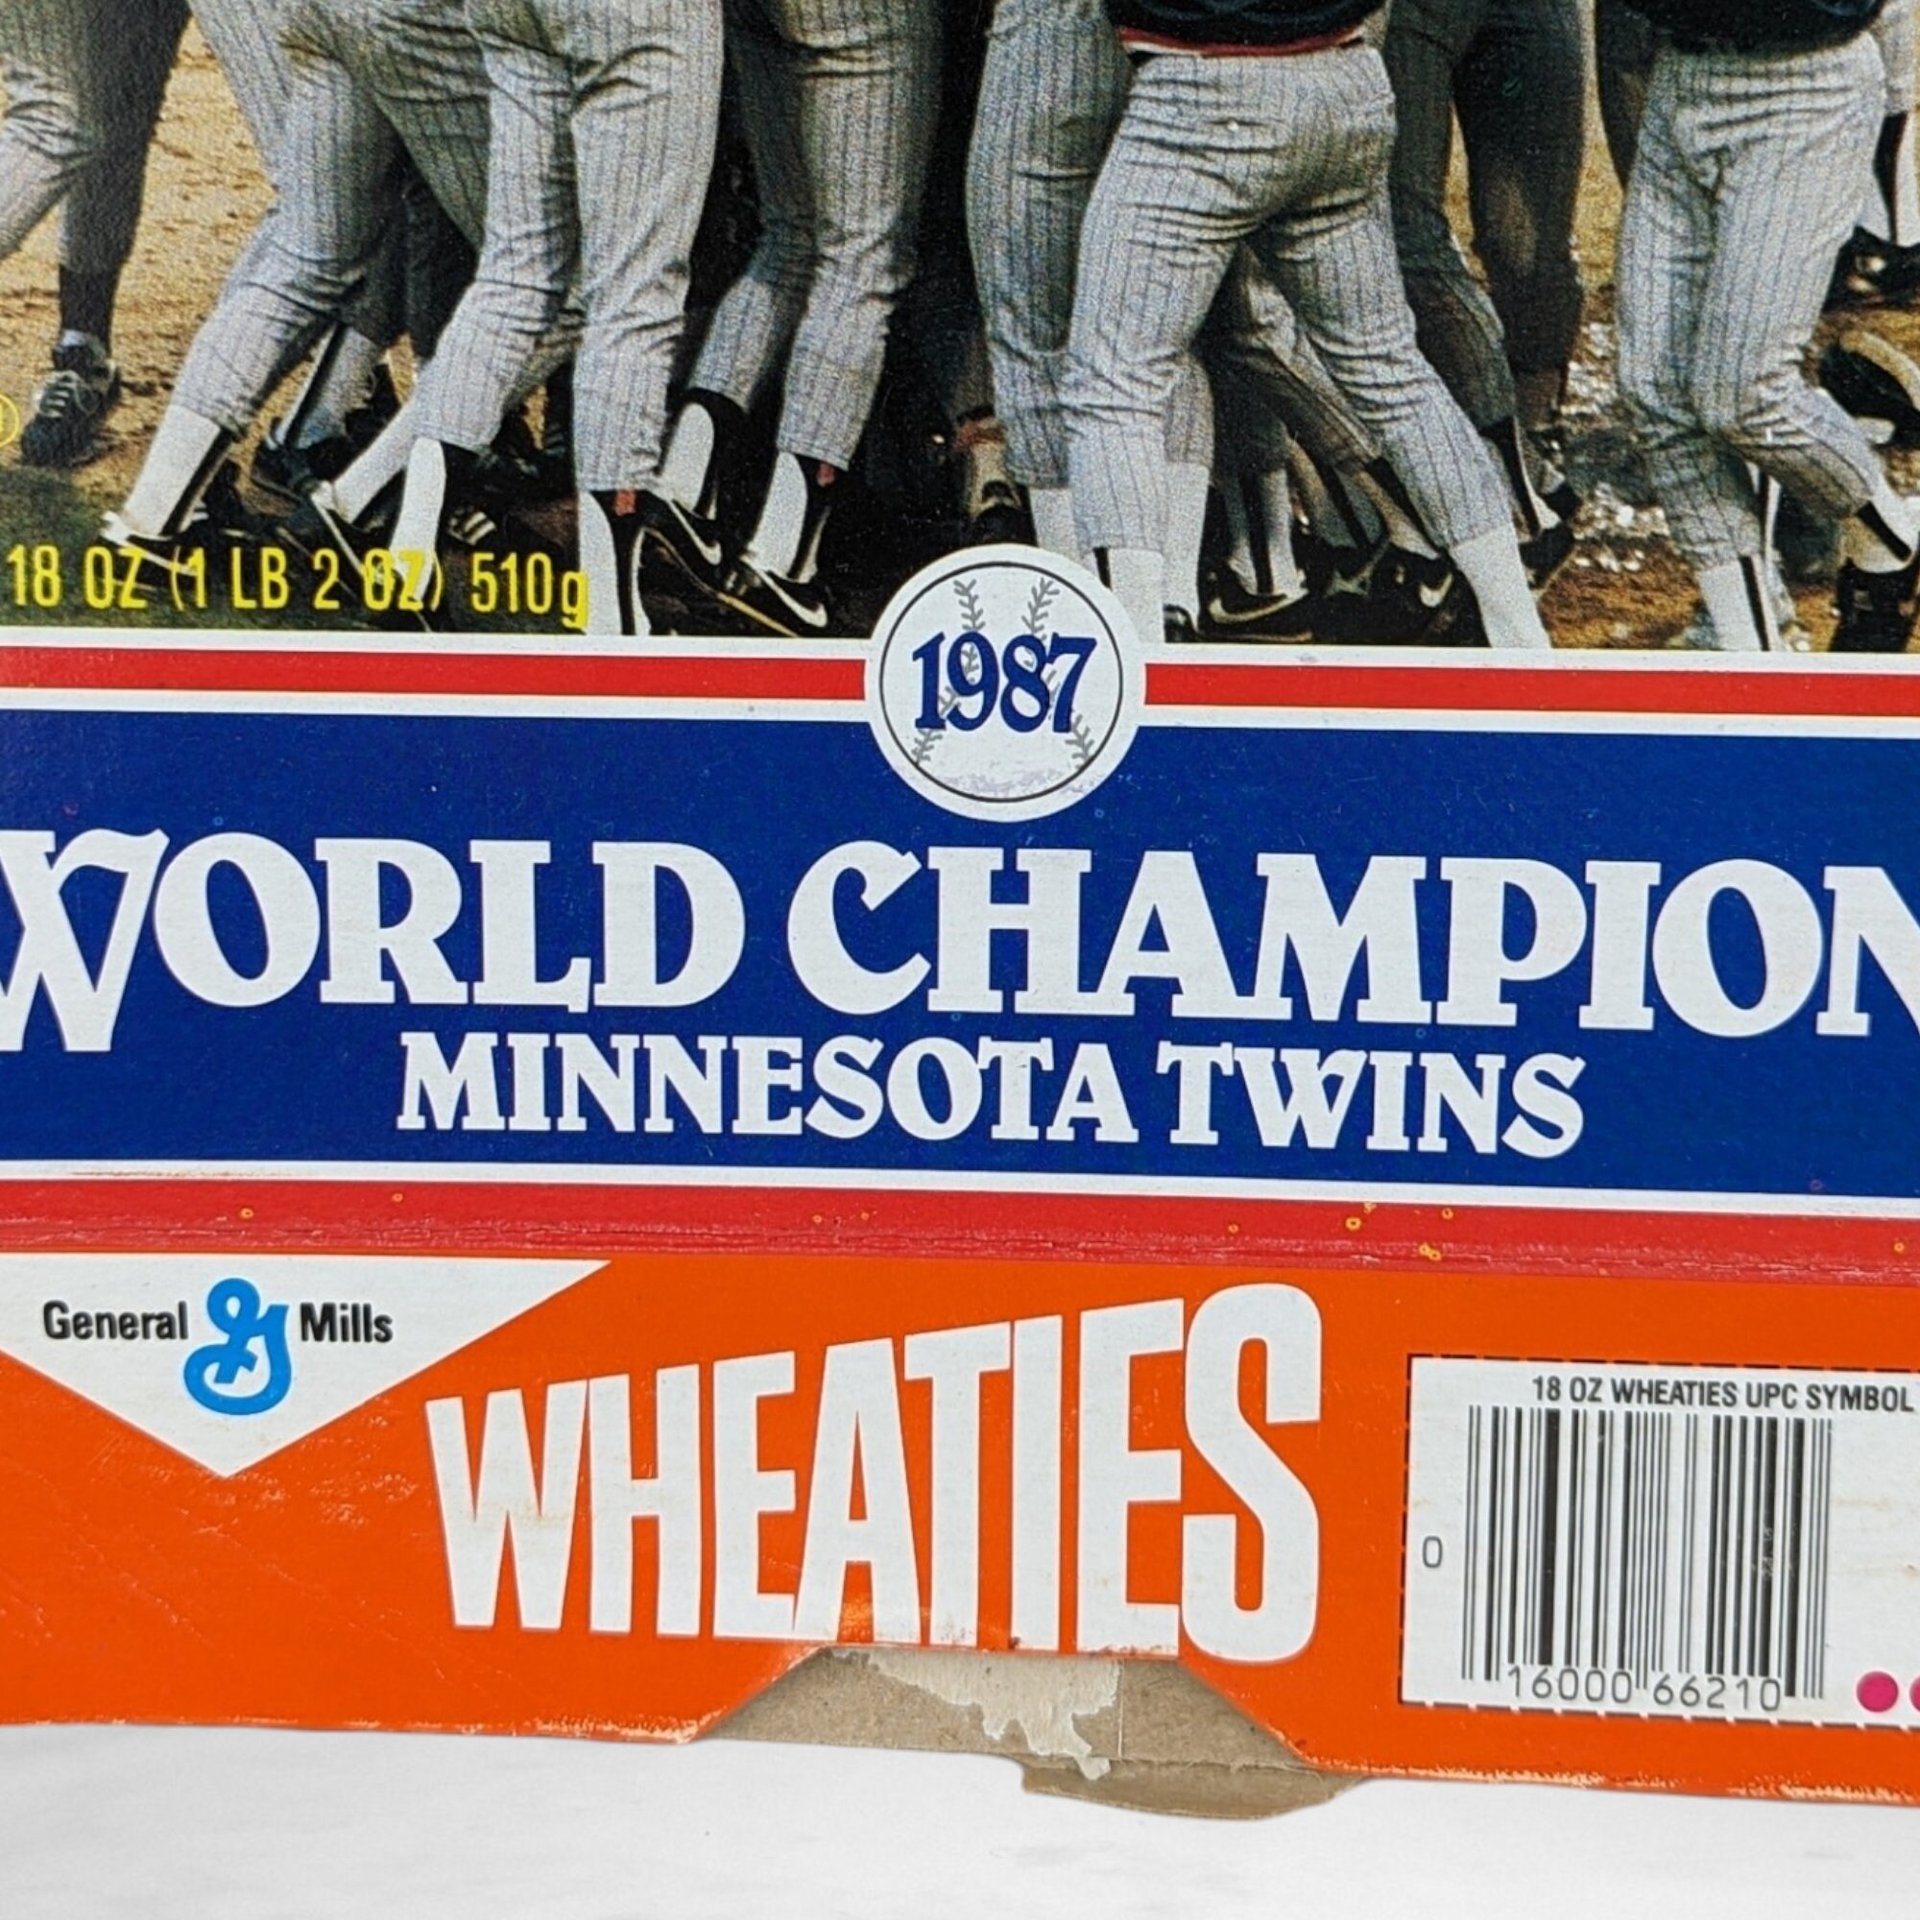 18 OZ (1 LB 2 OZ) 510g
1987
WORLD CHAMPION
MINNESOTA TWINS
General Mills
WHEATIES
18 OZ WHEATIES UPC SYMBOL
0
16000 66210